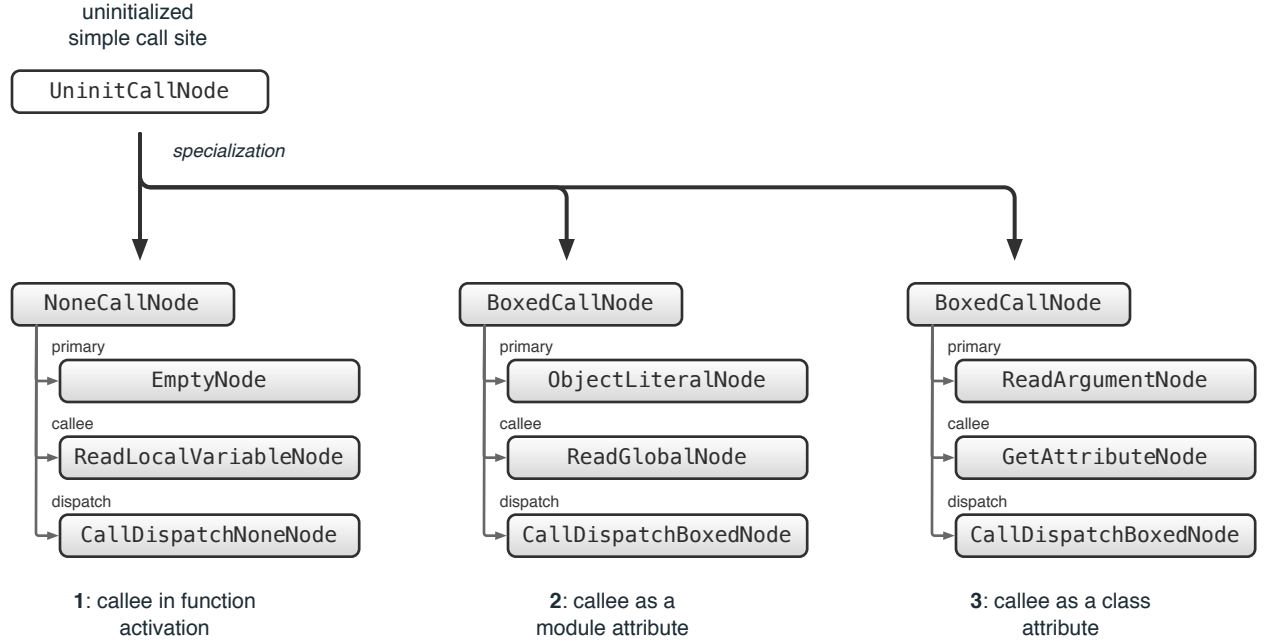 uninitialized
simple call site
UninitCallNode
specialization
NoneCallNode
primary
EmptyNode
callee
ReadLocalVariableNode
dispatch
CallDispatchNoneNode
1: callee in function
activation
BoxedCallNode
primary
ObjectLiteralNode
callee
ReadGlobalNode
dispatch
CallDispatchBoxedNode
2: callee as a
module attribute
BoxedCallNode
primary
ReadArgumentNode
callee
GetAttributeNode
dispatch
CallDispatchBoxedNode
3: callee as a class
attribute